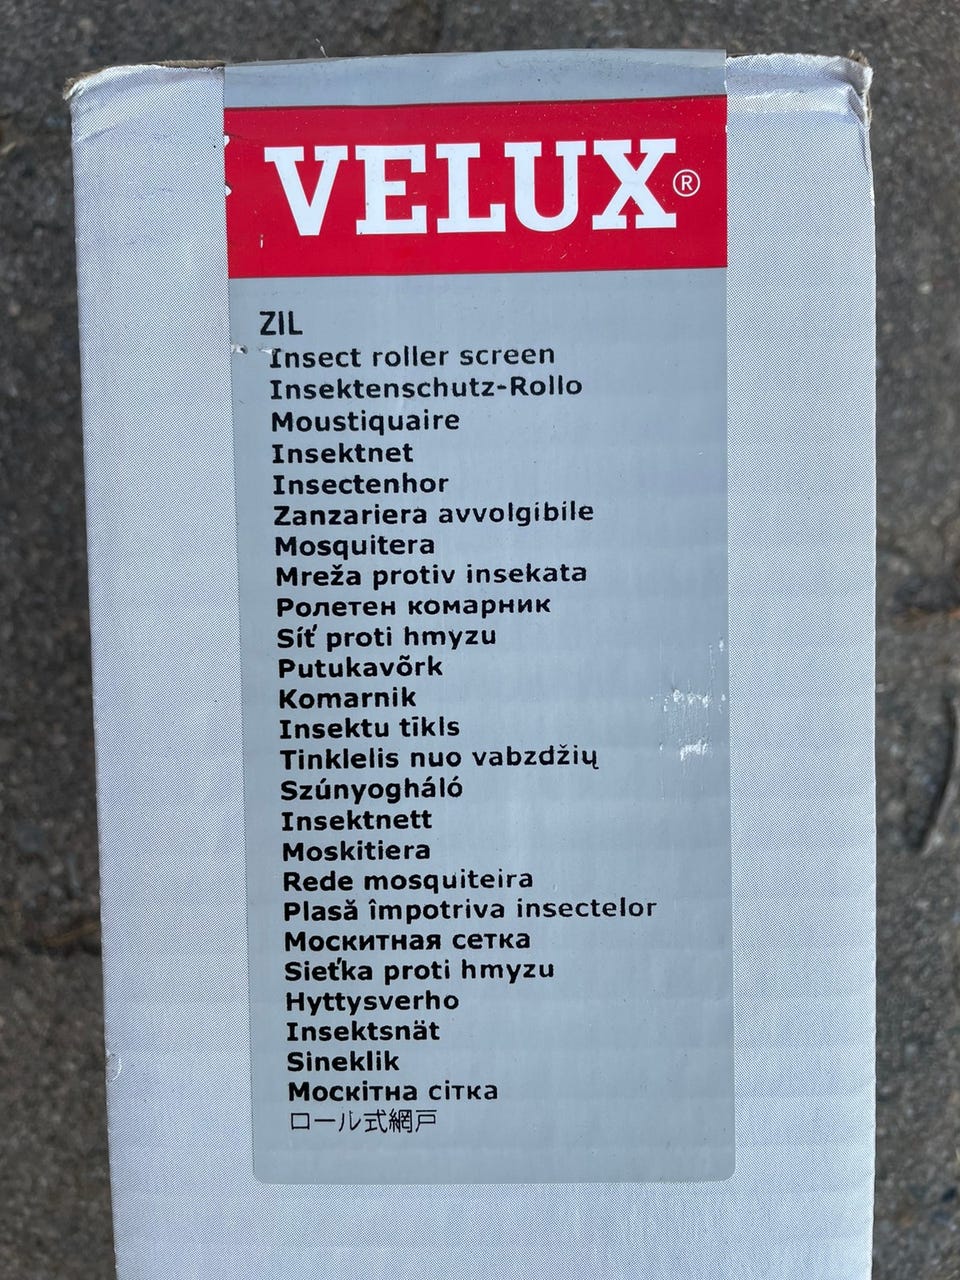 VELUX®
ZIL
Insect roller screen
Insektenschutz-Rollo
Moustiquaire
Insektnet
Insectenhor
Zanzariera avvolgibile
Mosquitera
Mreža protiv insekata
Ролетен комарник
Síť proti hmyzu
Putukavõrk
Komarnik
Insektu tīkls
Tinklelis nuo vabzdžių
Szúnyogháló
Insektnett
Moskitiera
Rede mosquiteira
Plasă împotriva insectelor
Москитная сетка
Sieťka proti hmyzu
Hyttysverho
Insektsnät
Sineklik
Москітна сітка
ロール式網戸